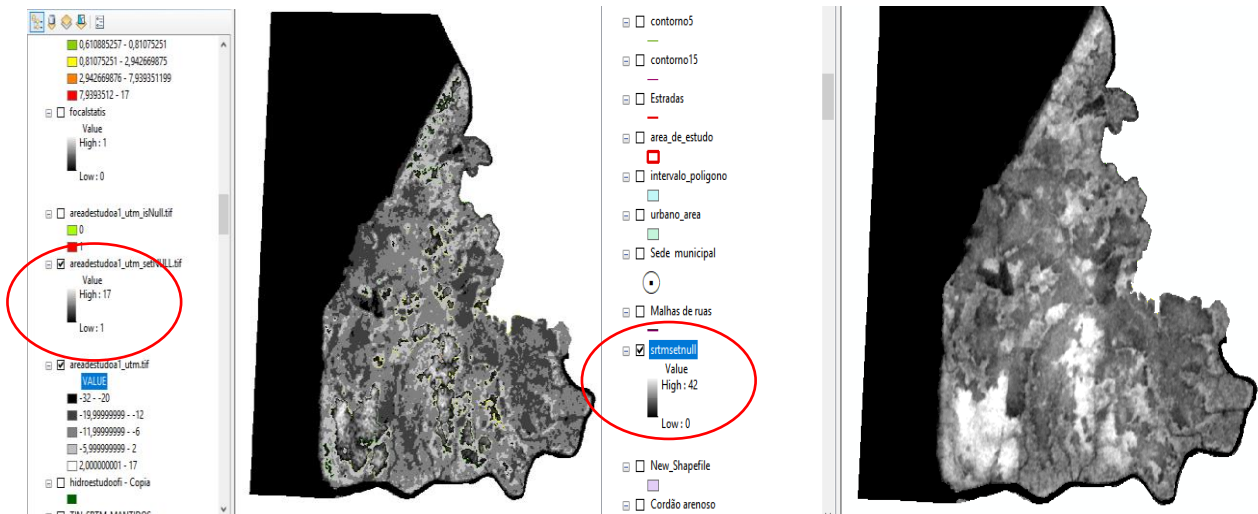 0,610885257 - 0,81075251
0,81075251 - 2,942669875
2,942669876 - 7,939351199
7,9393512 - 17
focalstatis
Value
High : 1
Low : 0
areadestudoa1_utm_isNull.tif
0
1
areadestudoa1_utm_setNULL.tif
Value
High : 17
Low : 1
areadestudoa1_utm.tif
VALUE
-32 - -20
-19,99999999 - -12
-11,99999999 - -6
-5,999999999 - 2
2,000000001 - 17
hidroestudoofi - Copia
contorno5
contorno15
Estradas
area_de_estudo
intervalo_poligono
urbano_area
Sede municipal
Malhas de ruas
srtmsetnull
Value
High : 42
Low : 0
New_Shapefile
Cordão arenoso